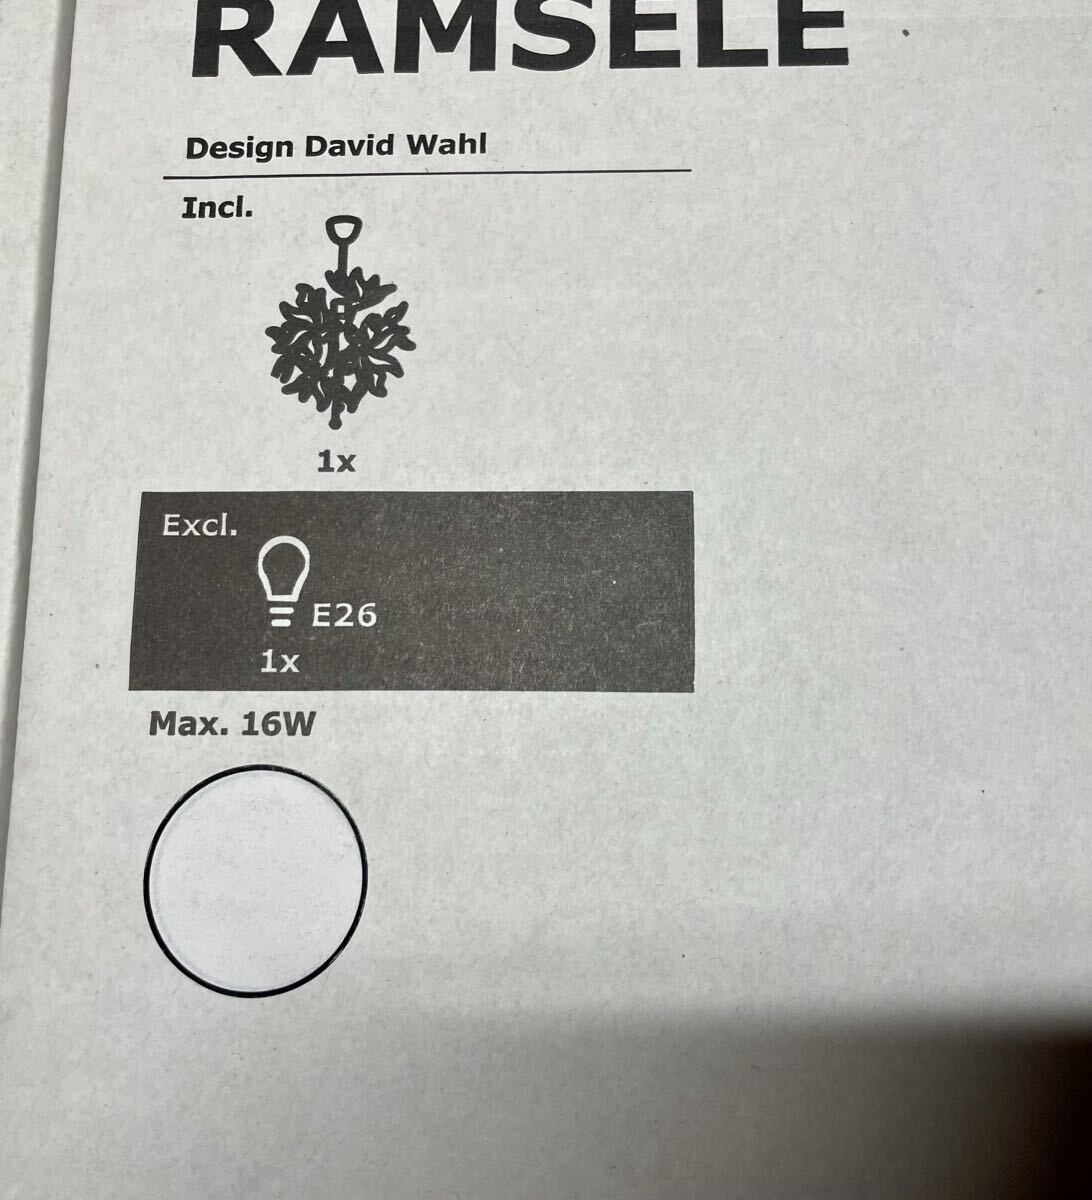 RAMSELE
Design David Wahl
Incl.
1x
Excl.
E26
1x
Max. 16W